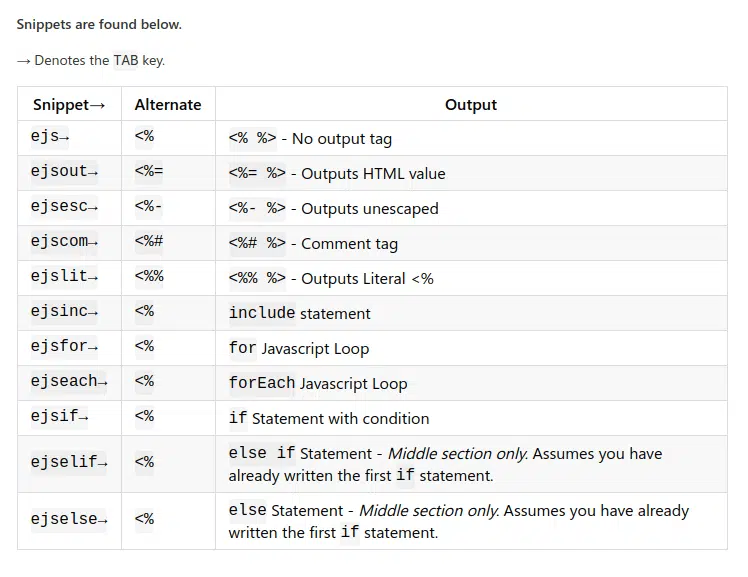 Snippets are found below.
→ Denotes the TAB key.
Snippet→ Alternate Output
ejs→ <% <% %> - No output tag
ejsout→ <%= <%= %> - Outputs HTML value
ejsesc→ <%- <%- %> - Outputs unescaped
ejscom→ <%# <%# %> - Comment tag
ejslit→ <%% <%% %> - Outputs Literal <%
ejsinc→ <% include statement
ejsfor→ <% for Javascript Loop
ejseach→ <% forEach Javascript Loop
ejsif→ <% if Statement with condition
ejselif→ <% else if Statement - Middle section only. Assumes you have
already written the first if statement.
ejselse→ <% else Statement - Middle section only. Assumes you have already
written the first if statement.